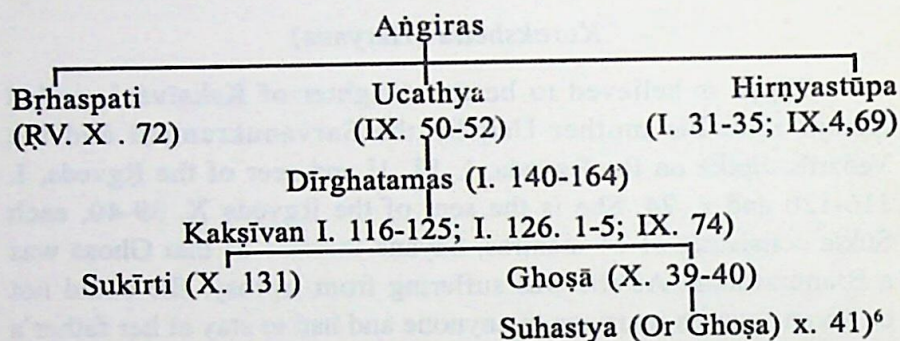 Aṅgiras
Bṛhaspati Ucathya Hirṇyastūpa
(ṚV. X . 72) (IX. 50-52) (I. 31-35; IX.4,69)
Dīrghatamas (I. 140-164)
Kakṣīvan I. 116-125; I. 126. 1-5; IX. 74)
Sukīrti (X. 131) Ghoṣā (X. 39-40)
Suhastya (Or Ghoṣa) x. 41)⁶